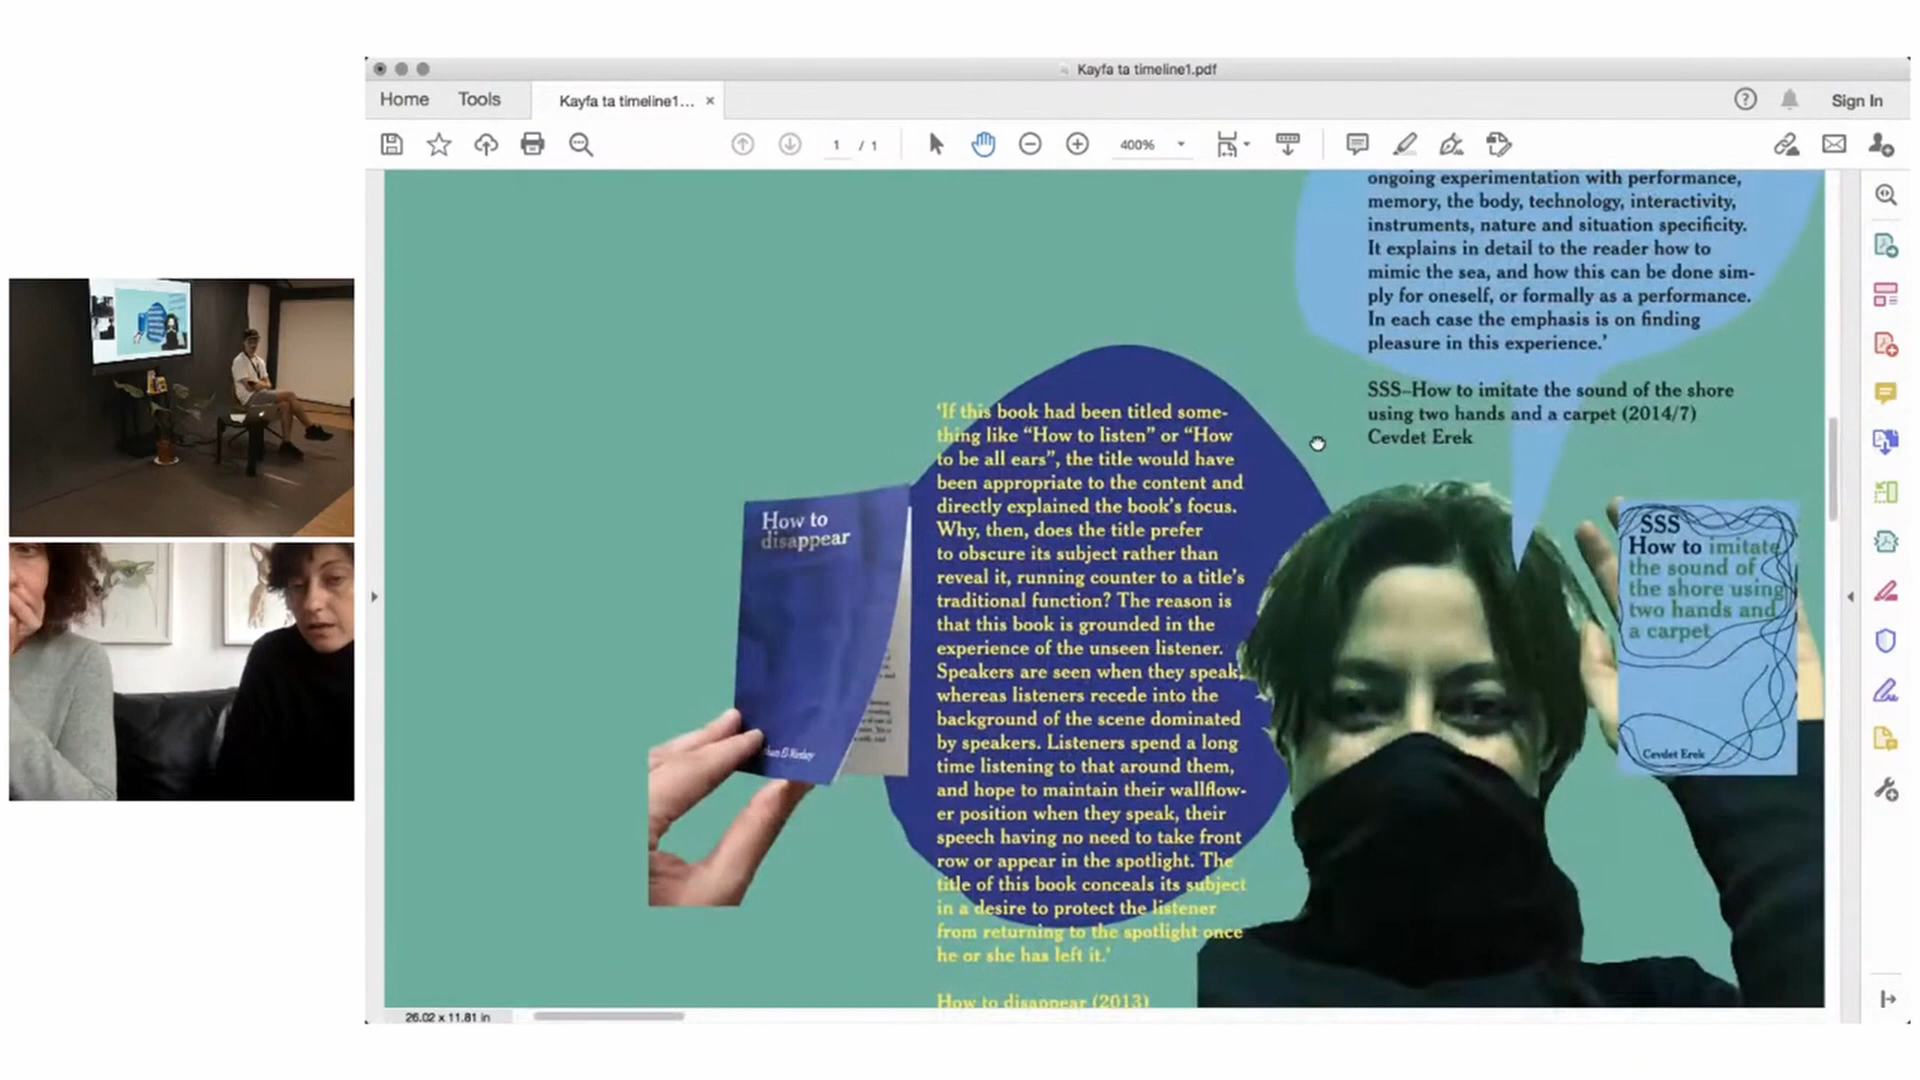 Kayfa ta timeline1.pdf
Home
Tools
Kayfa ta timeline1... ×
Sign In
1 / 1
400%
ongoing experimentation with performance,
memory, the body, technology, interactivity,
instruments, nature and situation specificity.
It explains in detail to the reader how to
mimic the sea, and how this can be done sim-
ply for oneself, or formally as a performance.
In each case the emphasis is on finding
pleasure in this experience.’
SSS–How to imitate the sound of the shore
using two hands and a carpet (2014/7)
Cevdet Erek
‘If this book had been titled some-
thing like “How to listen” or “How
to be all ears”, the title would have
been appropriate to the content and
directly explained the book’s focus.
Why, then, does the title prefer
to obscure its subject rather than
reveal it, running counter to a title’s
traditional function? The reason is
that this book is grounded in the
experience of the unseen listener.
Speakers are seen when they speak,
whereas listeners recede into the
background of the scene dominated
by speakers. Listeners spend a long
time listening to that around them,
and hope to maintain their wallflow-
er position when they speak, their
speech having no need to take front
row or appear in the spotlight. The
title of this book conceals its subject
in a desire to protect the listener
from returning to the spotlight once
he or she has left it.’
How to disappear (2013)
How to
disappear
SSS
How to imitate
the sound of
the shore using
two hands and
a carpet
Cevdet Erek
26.02 x 11.81 in